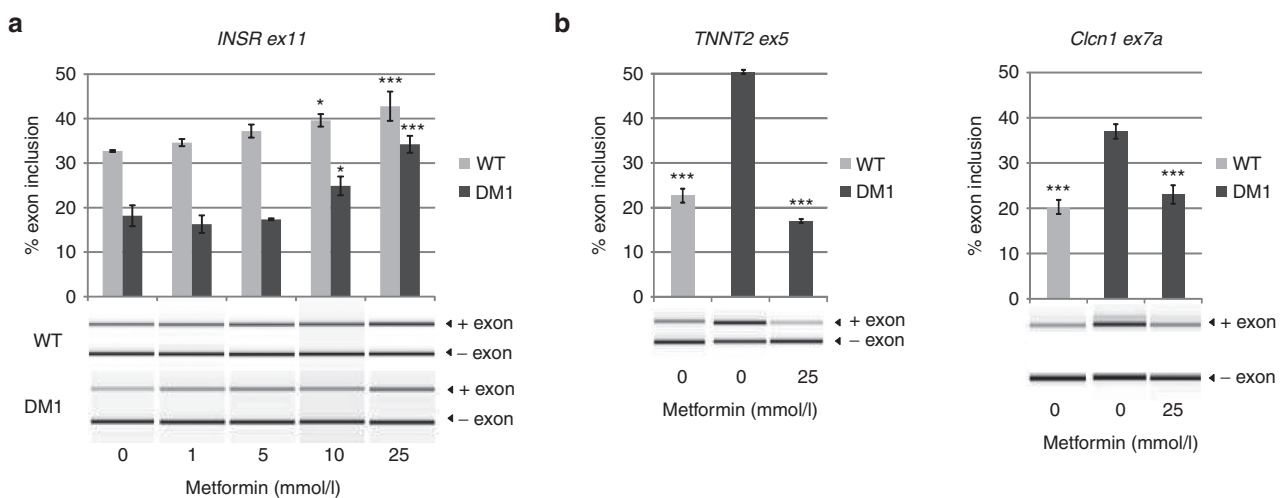 a
INSR ex11
% exon inclusion
50
40
30
20
10
0
*
***
*
***
WT
DM1
WT
+ exon
– exon
DM1
+ exon
– exon
0 1 5 10 25
Metformin (mmol/l)
b
TNNT2 ex5
% exon inclusion
50
40
30
20
10
0
***
***
WT
DM1
+ exon
– exon
0 0 25
Metformin (mmol/l)
Clcn1 ex7a
% exon inclusion
50
40
30
20
10
0
***
***
WT
DM1
+ exon
– exon
0 0 25
Metformin (mmol/l)